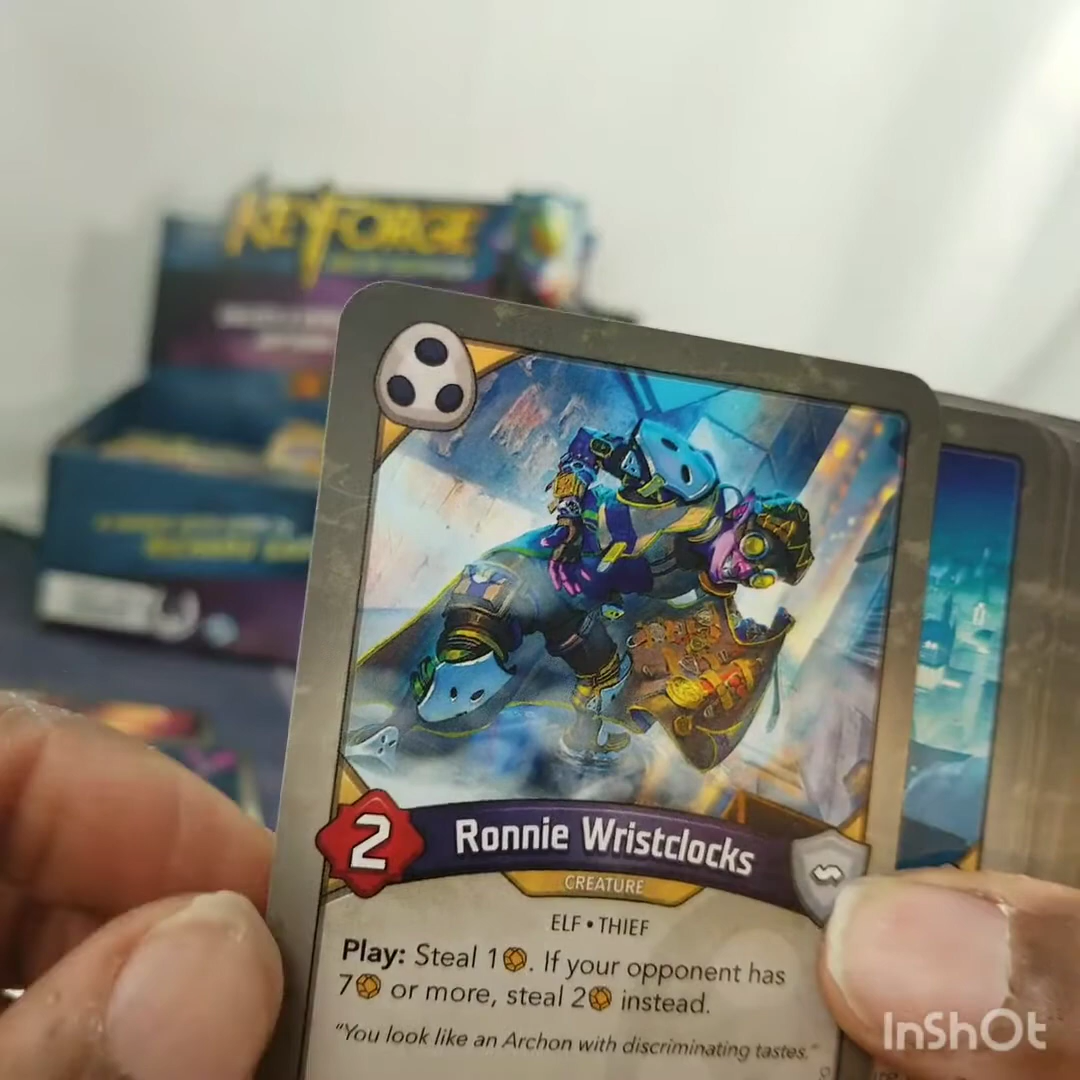 KEYFORGE
2
Ronnie Wristclocks
CREATURE
ELF • THIEF
Play: Steal 1. If your opponent has
7 or more, steal 2 instead.
"You look like an Archon with discriminating tastes."
InShOt